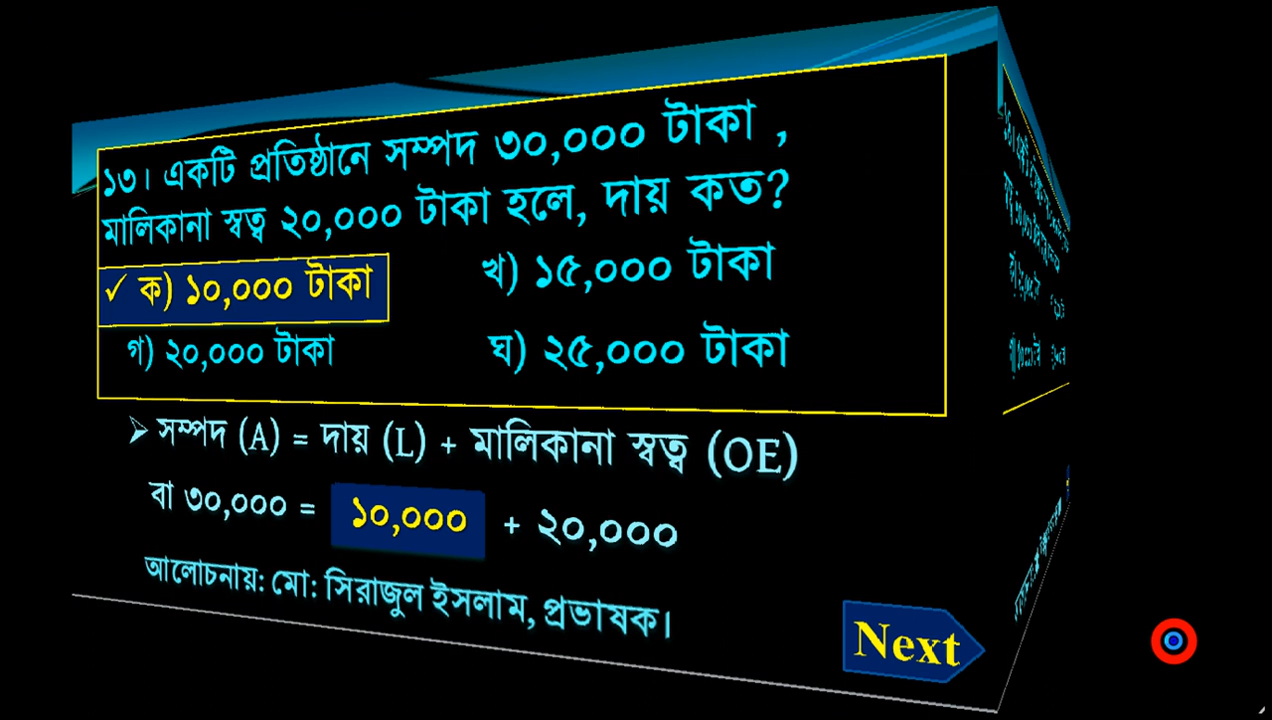 ১৩। একটি প্রতিষ্ঠানে সম্পদ ৩০,০০০ টাকা ,
মালিকানা স্বত্ব ২০,০০০ টাকা হলে, দায় কত?
✓ ক) ১০,০০০ টাকা খ) ১৫,০০০ টাকা
গ) ২০,০০০ টাকা ঘ) ২৫,০০০ টাকা
➢ সম্পদ (A) = দায় (L) + মালিকানা স্বত্ব (OE)
বা ৩০,০০০ = ১০,০০০ + ২০,০০০
আলোচনায়: মো: সিরাজুল ইসলাম, প্রভাষক।
Next